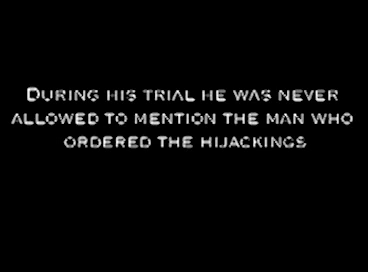 DURING HIS TRIAL HE WAS NEVER
ALLOWED TO MENTION THE MAN WHO
ORDERED THE HIJACKINGS